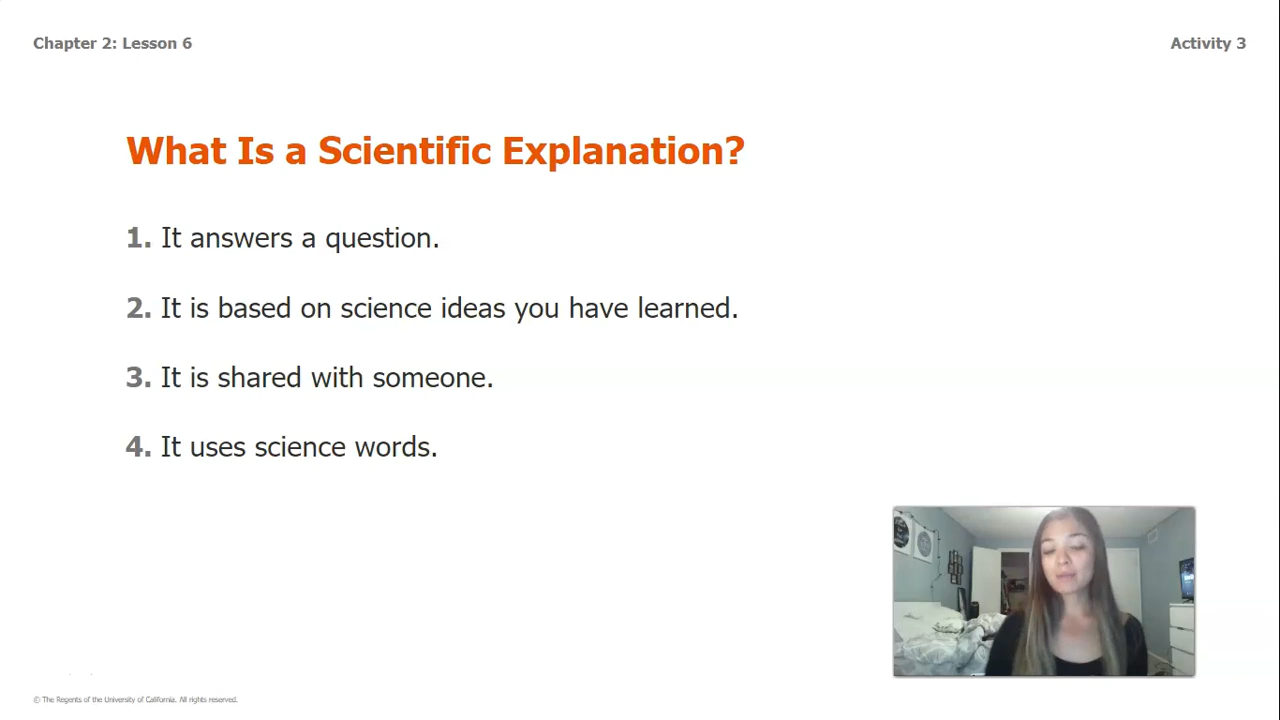 Chapter 2: Lesson 6
Activity 3
What Is a Scientific Explanation?
1. It answers a question.
2. It is based on science ideas you have learned.
3. It is shared with someone.
4. It uses science words.
© The Regents of the University of California. All rights reserved.